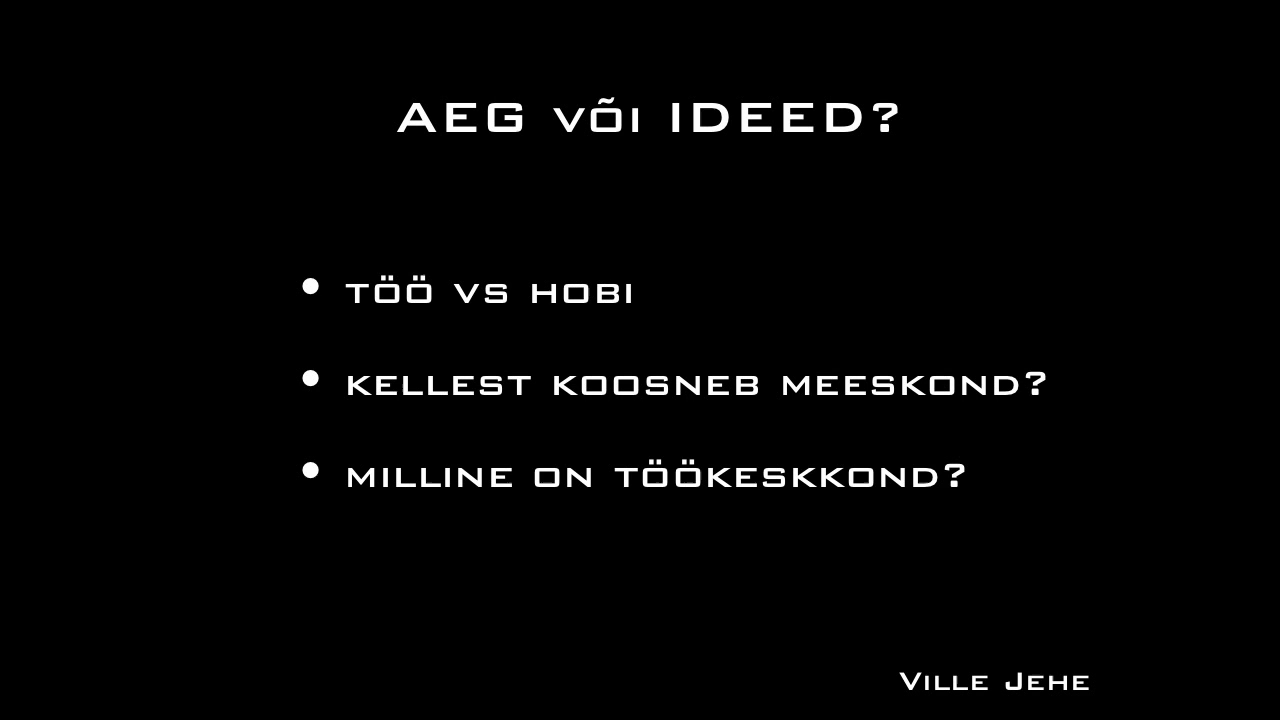 AEG või IDEED?
• TÖÖ VS HOBI
• KELLEST KOOSNEB MEESKOND?
• MILLINE ON TÖÖKESKKOND?
Ville Jehe